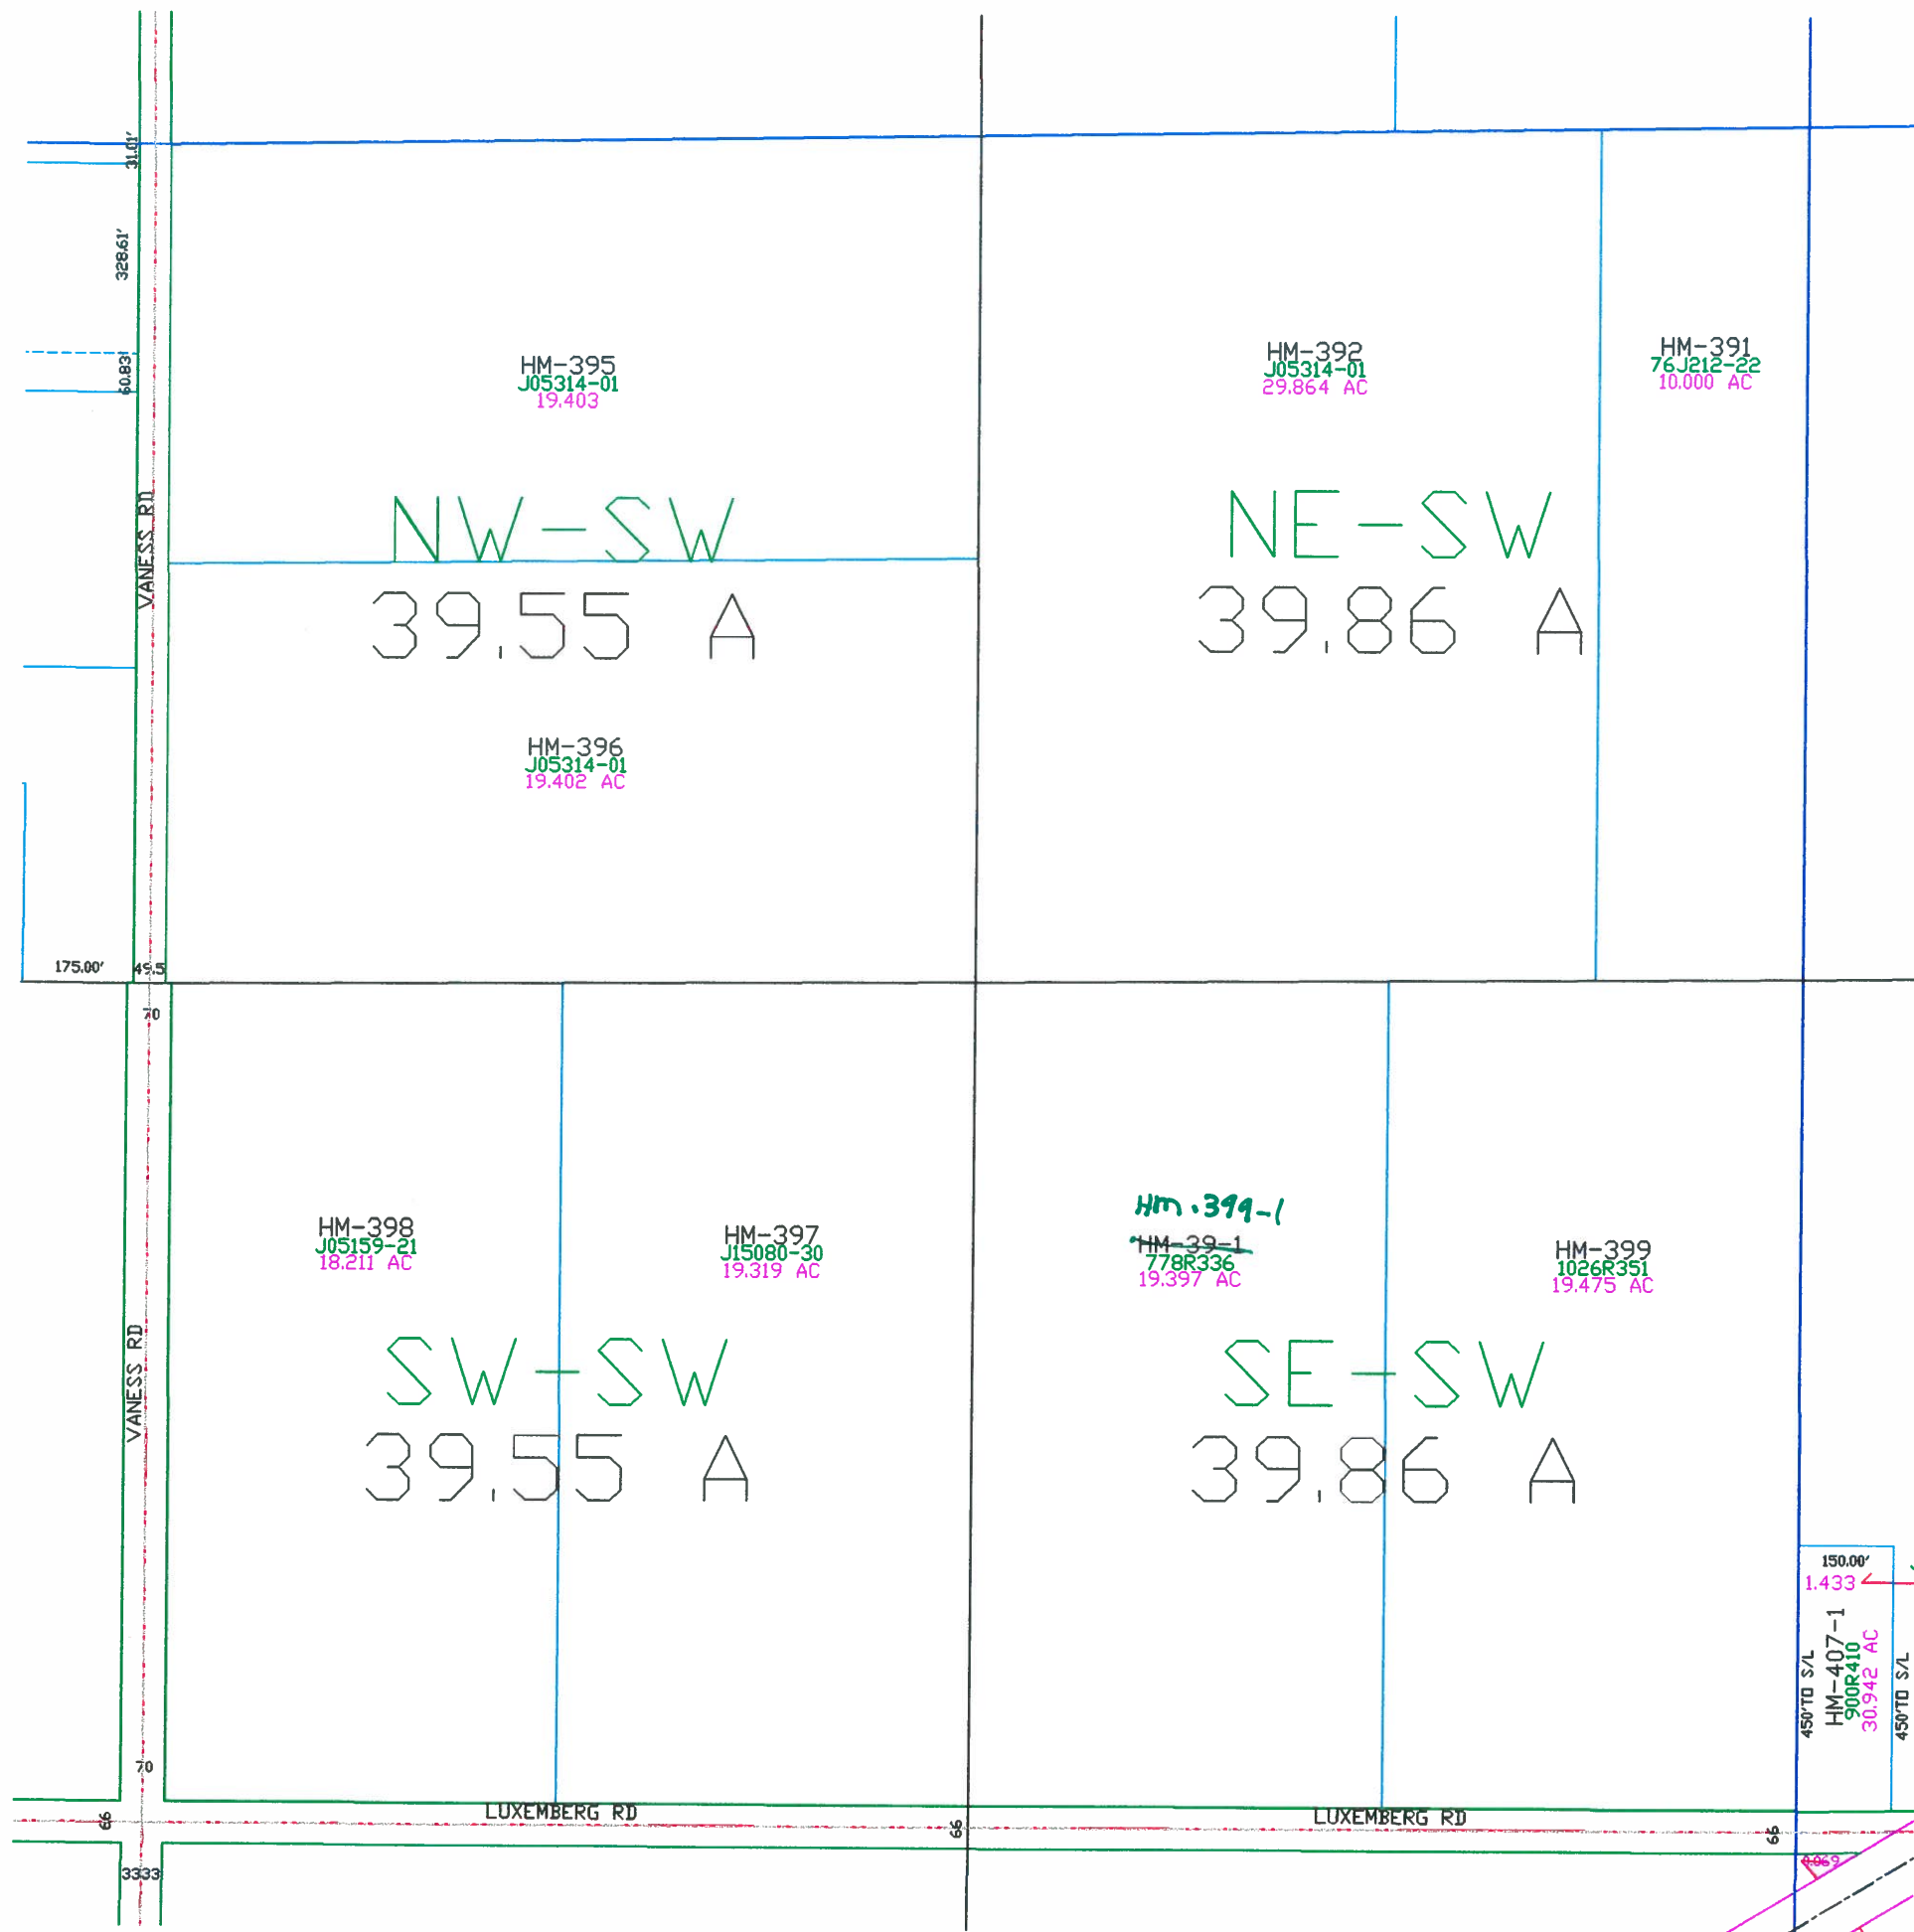 31.01'
328.61'
60.83'
VANESS RD
HM-395
J05314-01
19.403
HM-392
J05314-01
29.864 AC
HM-391
76J212-22
10.000 AC
NW-SW
39.55 A
NE-SW
39.86 A
HM-396
J05314-01
19.402 AC
175.00'
49.5
70
HM-398
J05159-21
18.211 AC
HM-397
J15080-30
19.319 AC
Hm.399-1
HM-39-1
778R336
19.397 AC
HM-399
1026R351
19.475 AC
VANESS RD
SW-SW
39.55 A
SE-SW
39.86 A
150.00'
1.433
450'TO S/L
HM-407-1
900R410
30.942 AC
450'TO S/L
70
66
LUXEMBERG RD
66
LUXEMBERG RD
66
3333